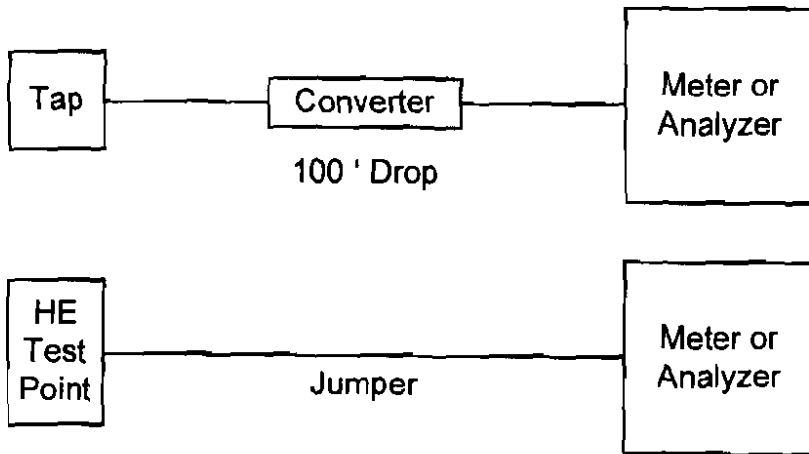 Tap
Converter
Meter or
Analyzer
100 ' Drop
HE
Test
Point
Jumper
Meter or
Analyzer